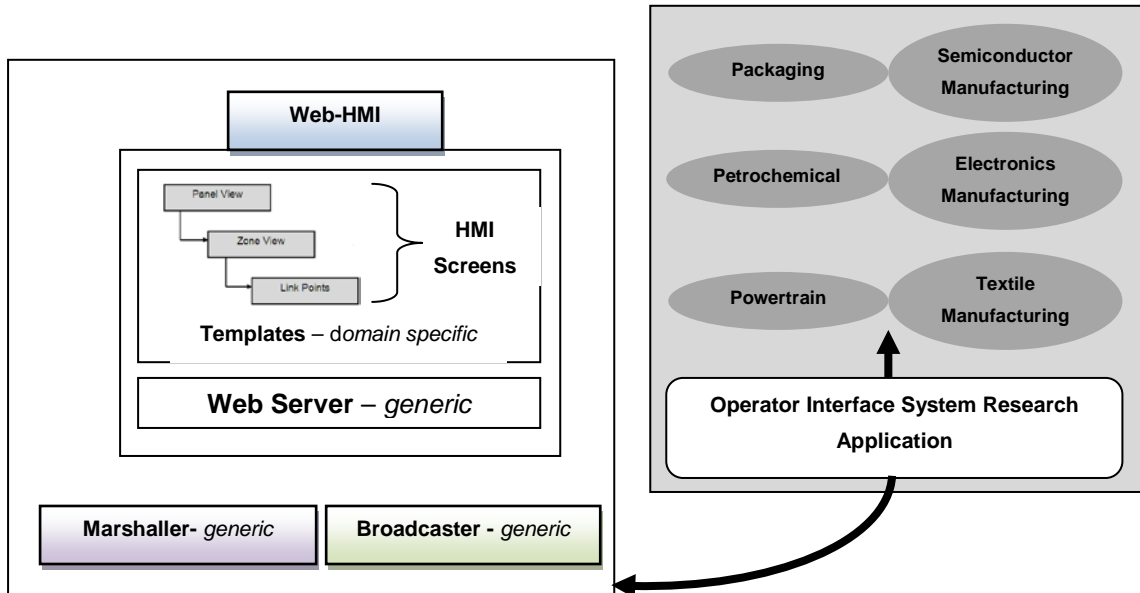 Web-HMI
Panel View
Zone View
Link Points
HMI
Screens
Templates – domain specific
Web Server – generic
Marshaller- generic
Broadcaster - generic
Packaging
Semiconductor
Manufacturing
Petrochemical
Electronics
Manufacturing
Powertrain
Textile
Manufacturing
Operator Interface System Research
Application